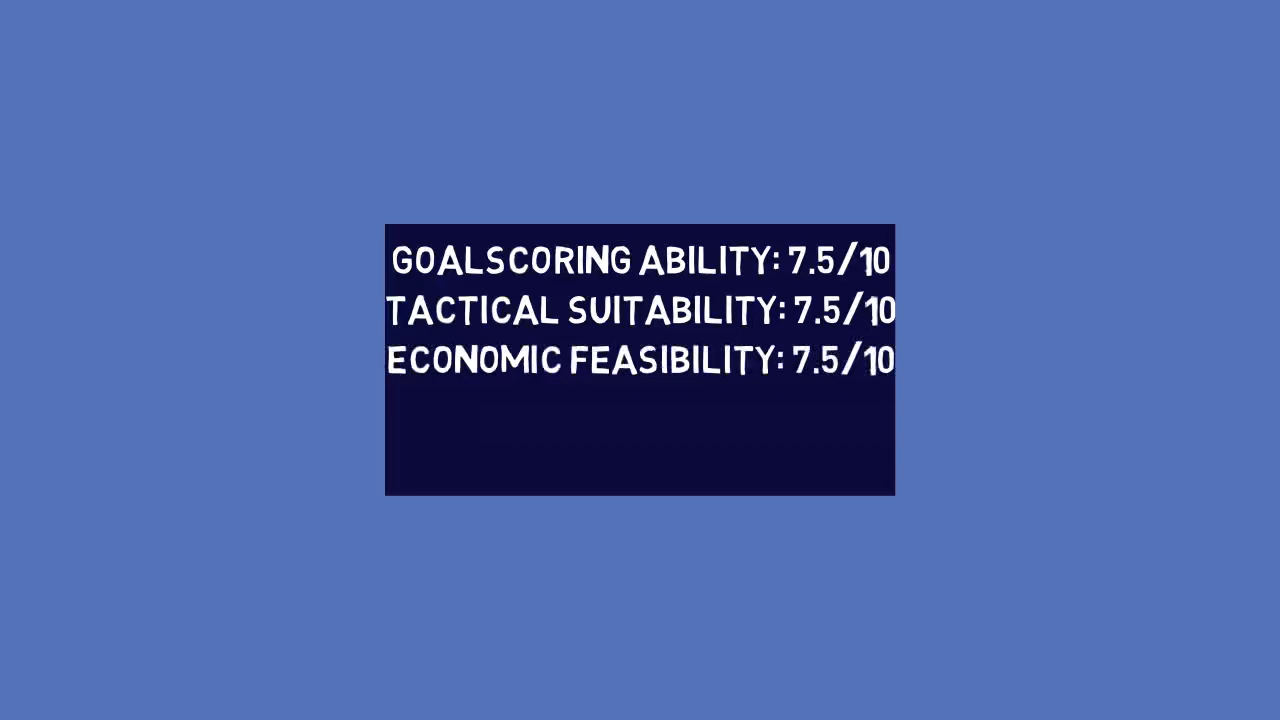 GOALSCORING ABILITY: 7.5/10
TACTICAL SUITABILITY: 7.5/10
ECONOMIC FEASIBILITY: 7.5/10